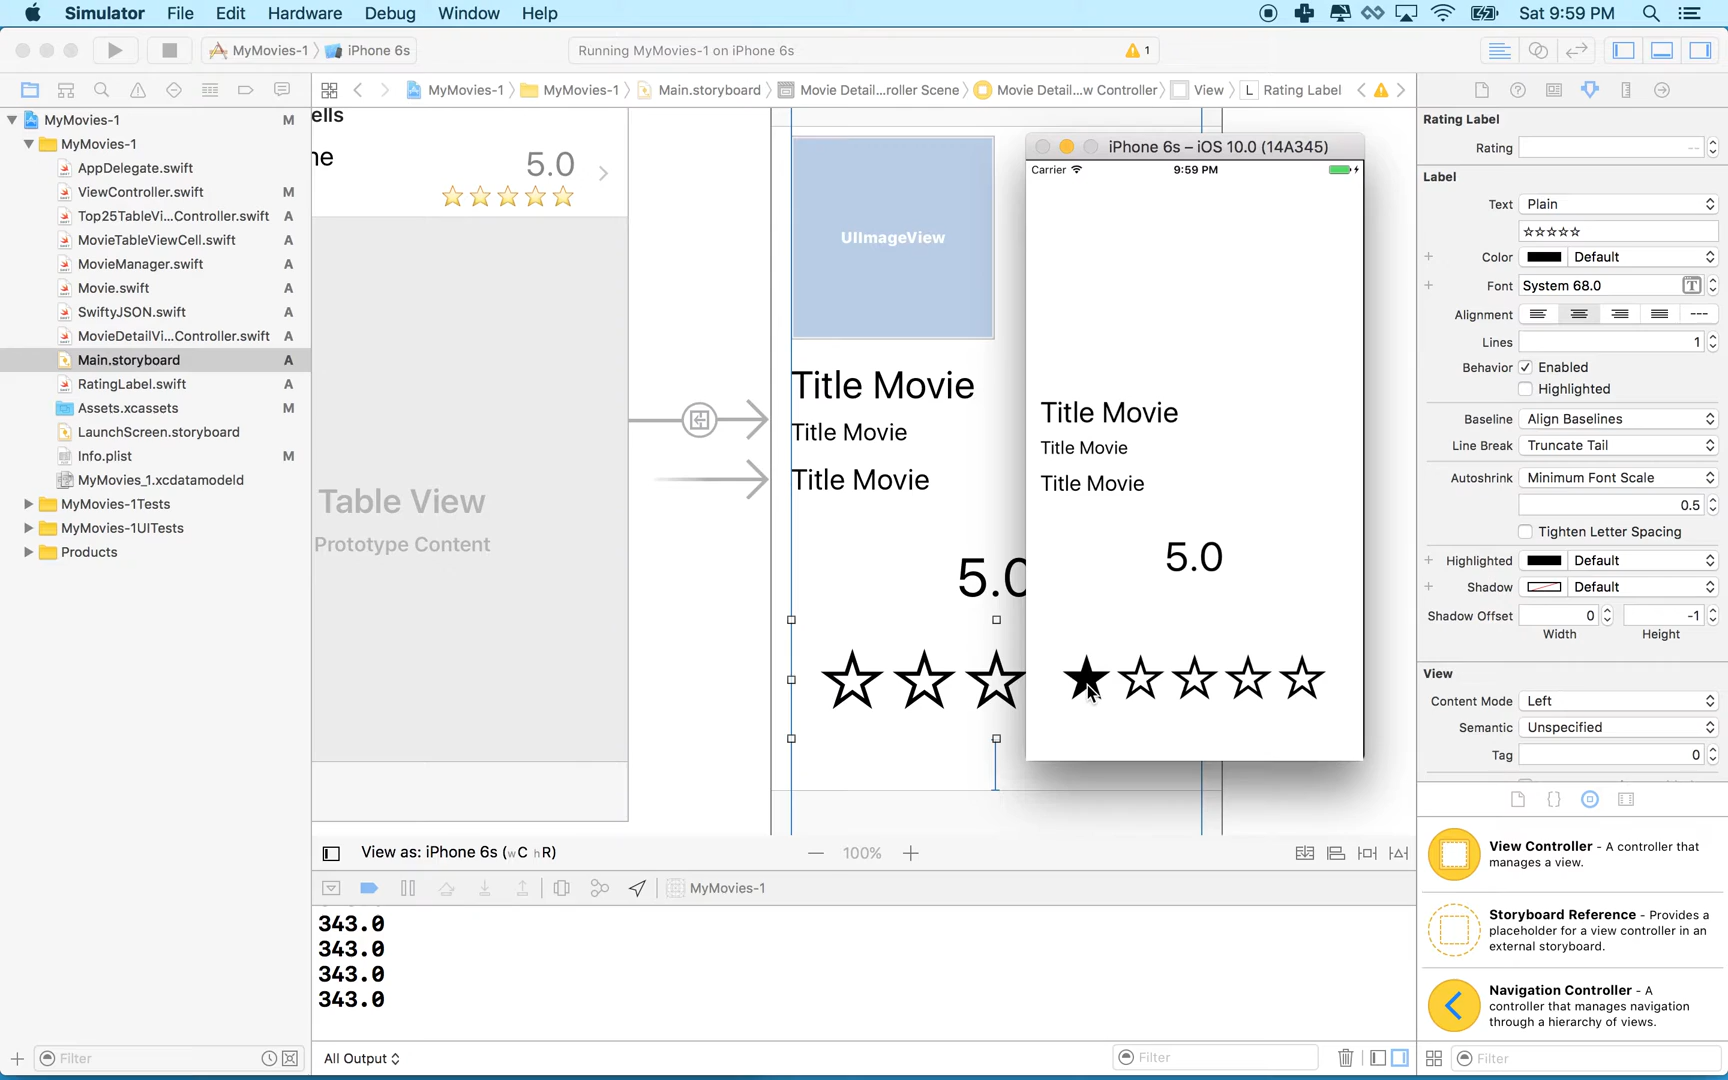 Simulator File Edit Hardware Debug Window Help
Sat 9:59 PM
MyMovies-1 iPhone 6s
Running MyMovies-1 on iPhone 6s
1
MyMovies-1 MyMovies-1 Main.storyboard Movie Detail...roller Scene Movie Detail...w Controller View L Rating Label
MyMovies-1 M
MyMovies-1
AppDelegate.swift
ViewController.swift M
Top25TableVi...Controller.swift A
MovieTableViewCell.swift A
MovieManager.swift A
Movie.swift A
SwiftyJSON.swift A
MovieDetailVi...Controller.swift A
Main.storyboard A
RatingLabel.swift A
Assets.xcassets M
LaunchScreen.storyboard
Info.plist M
MyMovies_1.xcdatamodeld
MyMovies-1Tests
MyMovies-1UITests
Products
Filter
ells
ne
5.0
Table View
Prototype Content
UIImageView
Title Movie
Title Movie
Title Movie
5.0
iPhone 6s – iOS 10.0 (14A345)
Carrier 9:59 PM
Title Movie
Title Movie
Title Movie
5.0
View as: iPhone 6s (wC hR)
100%
MyMovies-1
343.0
343.0
343.0
343.0
All Output
Filter
Rating Label
Rating --
Label
Text Plain
☆☆☆☆☆
Color Default
Font System 68.0
Alignment ---
Lines 1
Behavior Enabled
Highlighted
Baseline Align Baselines
Line Break Truncate Tail
Autoshrink Minimum Font Scale
0.5
Tighten Letter Spacing
Highlighted Default
Shadow Default
Shadow Offset 0 -1
Width Height
View
Content Mode Left
Semantic Unspecified
Tag 0
View Controller - A controller that
manages a view.
Storyboard Reference - Provides a
placeholder for a view controller in an
external storyboard.
Navigation Controller - A
controller that manages navigation
through a hierarchy of views.
Filter